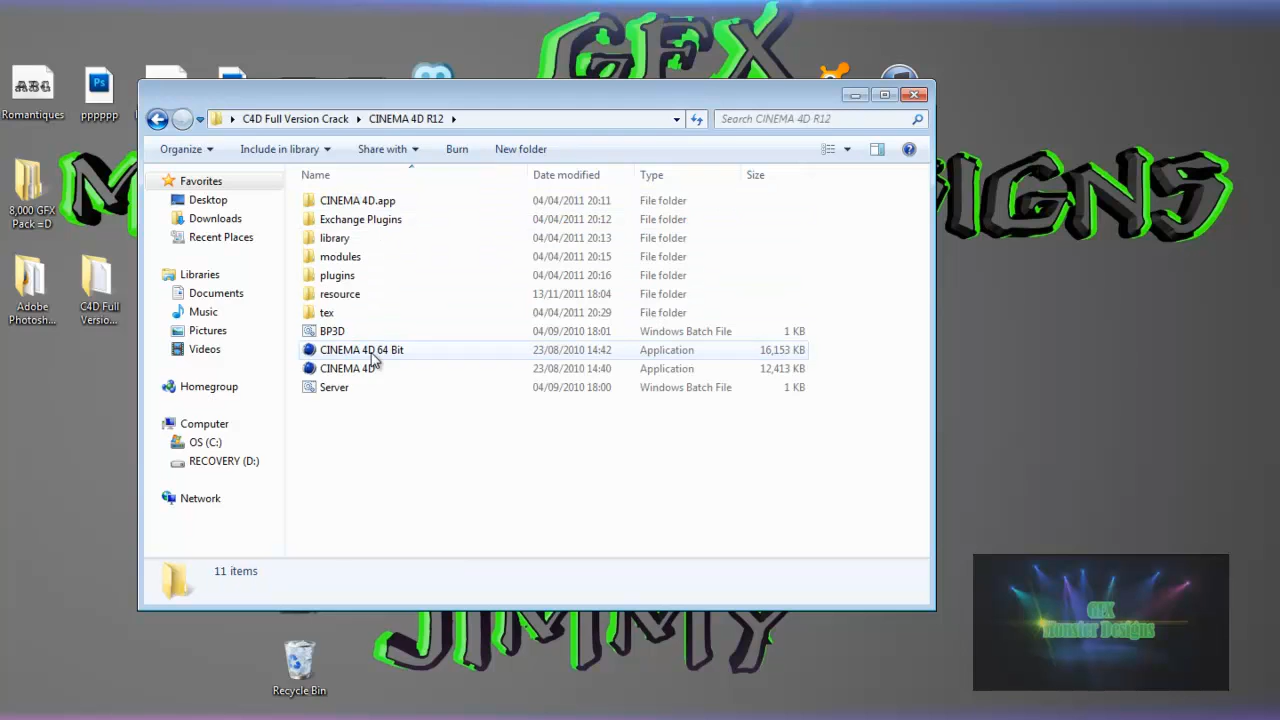 GFX
MONSTER DESIGNS
JIMMY
Romantiques
pppppp
8,000 GFX
Pack =D
Adobe
Photosh...
C4D Full
Versio...
C4D Full Version Crack
CINEMA 4D R12
Search CINEMA 4D R12
Organize
Include in library
Share with
Burn
New folder
Favorites
Desktop
Downloads
Recent Places
Libraries
Documents
Music
Pictures
Videos
Homegroup
Computer
OS (C:)
RECOVERY (D:)
Network
Name Date modified Type Size
CINEMA 4D.app 04/04/2011 20:11 File folder
Exchange Plugins 04/04/2011 20:12 File folder
library 04/04/2011 20:13 File folder
modules 04/04/2011 20:15 File folder
plugins 04/04/2011 20:16 File folder
resource 13/11/2011 18:04 File folder
tex 04/04/2011 20:29 File folder
BP3D 04/09/2010 18:01 Windows Batch File 1 KB
CINEMA 4D 64 Bit 23/08/2010 14:42 Application 16,153 KB
CINEMA 4D 23/08/2010 14:40 Application 12,413 KB
Server 04/09/2010 18:00 Windows Batch File 1 KB
11 items
GFX
Monster Designs
Recycle Bin